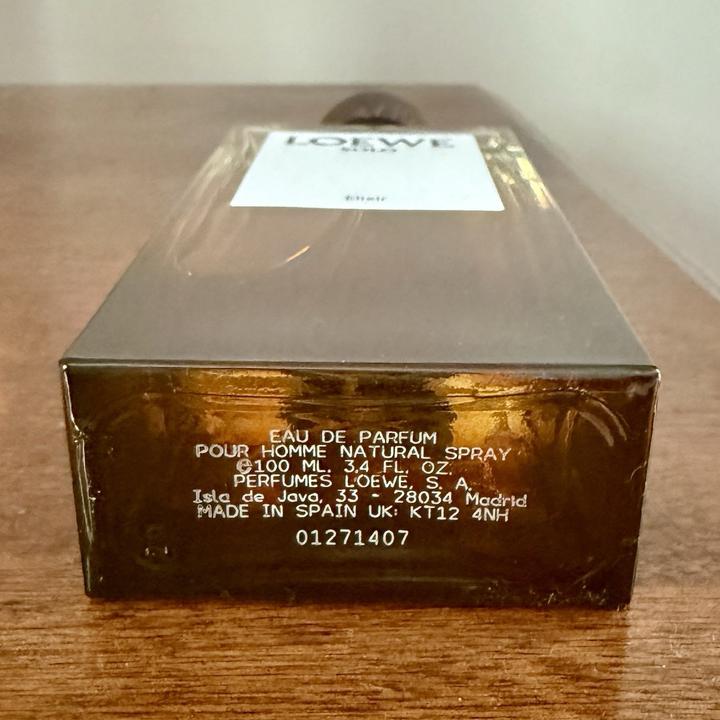 LOEWE
SOLO
Elixir
EAU DE PARFUM
POUR HOMME NATURAL SPRAY
℮100 ML. 3.4 FL. OZ.
PERFUMES LOEWE, S. A.
Isla de Java, 33 - 28034 Madrid
MADE IN SPAIN UK: KT12 4NH
01271407